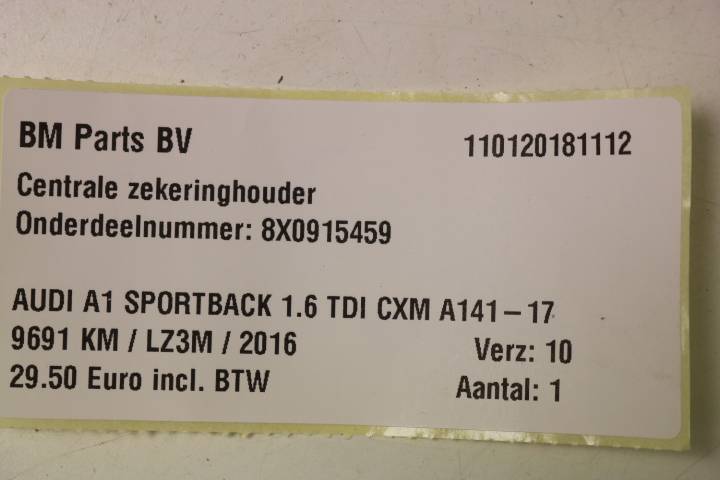 BM Parts BV 110120181112
Centrale zekeringhouder
Onderdeelnummer: 8X0915459
AUDI A1 SPORTBACK 1.6 TDI CXM A141-17
9691 KM / LZ3M / 2016 Verz: 10
29.50 Euro incl. BTW Aantal: 1